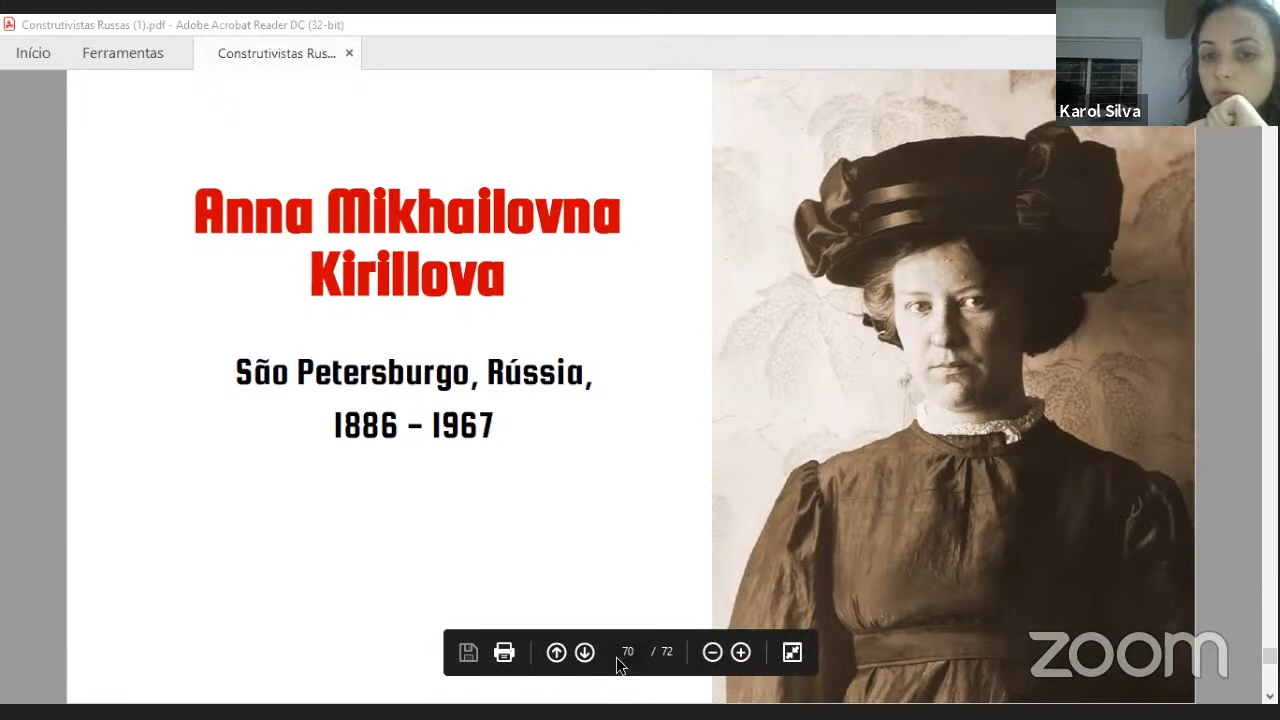 Construtivistas Russas (1).pdf - Adobe Acrobat Reader DC (32-bit)
Início Ferramentas Construtivistas Rus... ×
Karol Silva
Anna Mikhailovna
Kirillova
São Petersburgo, Rússia,
1886 - 1967
70 / 72
zoom